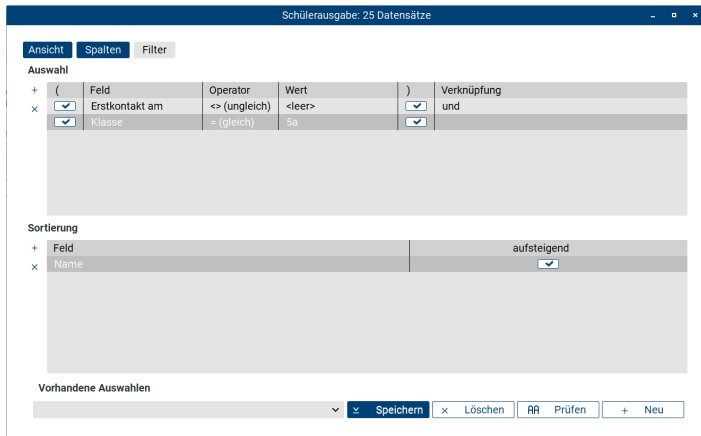 Schülerausgabe: 25 Datensätze
Ansicht Spalten Filter
Auswahl
( Feld Operator Wert ) Verknüpfung
Erstkontakt am <> (ungleich) <leer> und
Klasse = (gleich) 5a
Sortierung
Feld aufsteigend
Name
Vorhandene Auswahlen
Speichern Löschen Prüfen Neu